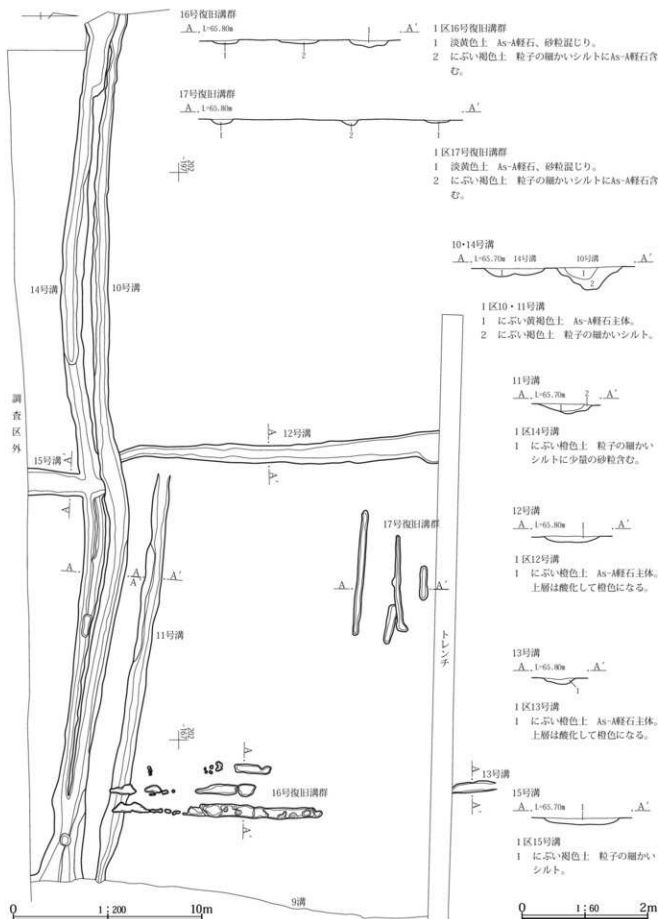 16号復旧溝群
A L=65.80m A′
1 2 1
1区16号復旧溝群
1 淡黄色土 As-A軽石、砂粒混じり。
2 にぶい褐色土 粒子の細かいシルトにAs-A軽石含
む。
17号復旧溝群
A L=65.80m A′
1 2 1
1区17号復旧溝群
1 淡黄色土 As-A軽石、砂粒混じり。
2 にぶい褐色土 粒子の細かいシルトにAs-A軽石含
む。
202
-197
10・14号溝
A L=65.70m 14号溝 10号溝 A′
1 1
2
1区10・11号溝
1 にぶい黄褐色土 As-A軽石主体。
2 にぶい褐色土 粒子の細かいシルト。
14号溝
10号溝
調査区外
11号溝
A L=65.70m 2 A′
1区14号溝
1 にぶい橙色土 粒子の細かい
シルトに少量の砂粒含む。
12号溝
A
A′
15号溝
A′
A
17号復旧溝群
A A′
A A A′
A′
11号溝
トレンチ
12号溝
A L=65.80m 1 A′
1区12号溝
1 にぶい橙色土 As-A軽石主体。
上層は酸化して橙色になる。
13号溝
A L=65.80m A′
1
1区13号溝
1 にぶい橙色土 As-A軽石主体。
上層は酸化して橙色になる。
202
-167
A
16号復旧溝群
A′
A
13号溝
A′
15号溝
A L=65.70m 1 A′
1区15号溝
1 にぶい褐色土 粒子の細かい
シルト。
9溝
0 1:200 10m
0 1:60 2m